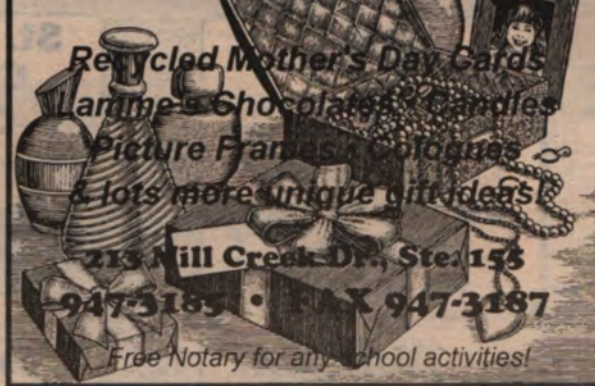 Recycled Mother's Day Cards
Lamme's Chocolates • Candles
Picture Frames • Colognes
& lots more unique gift ideas!
213 Mill Creek Dr., Ste. 155
947-3185 • FAX 947-3187
Free Notary for any school activities!